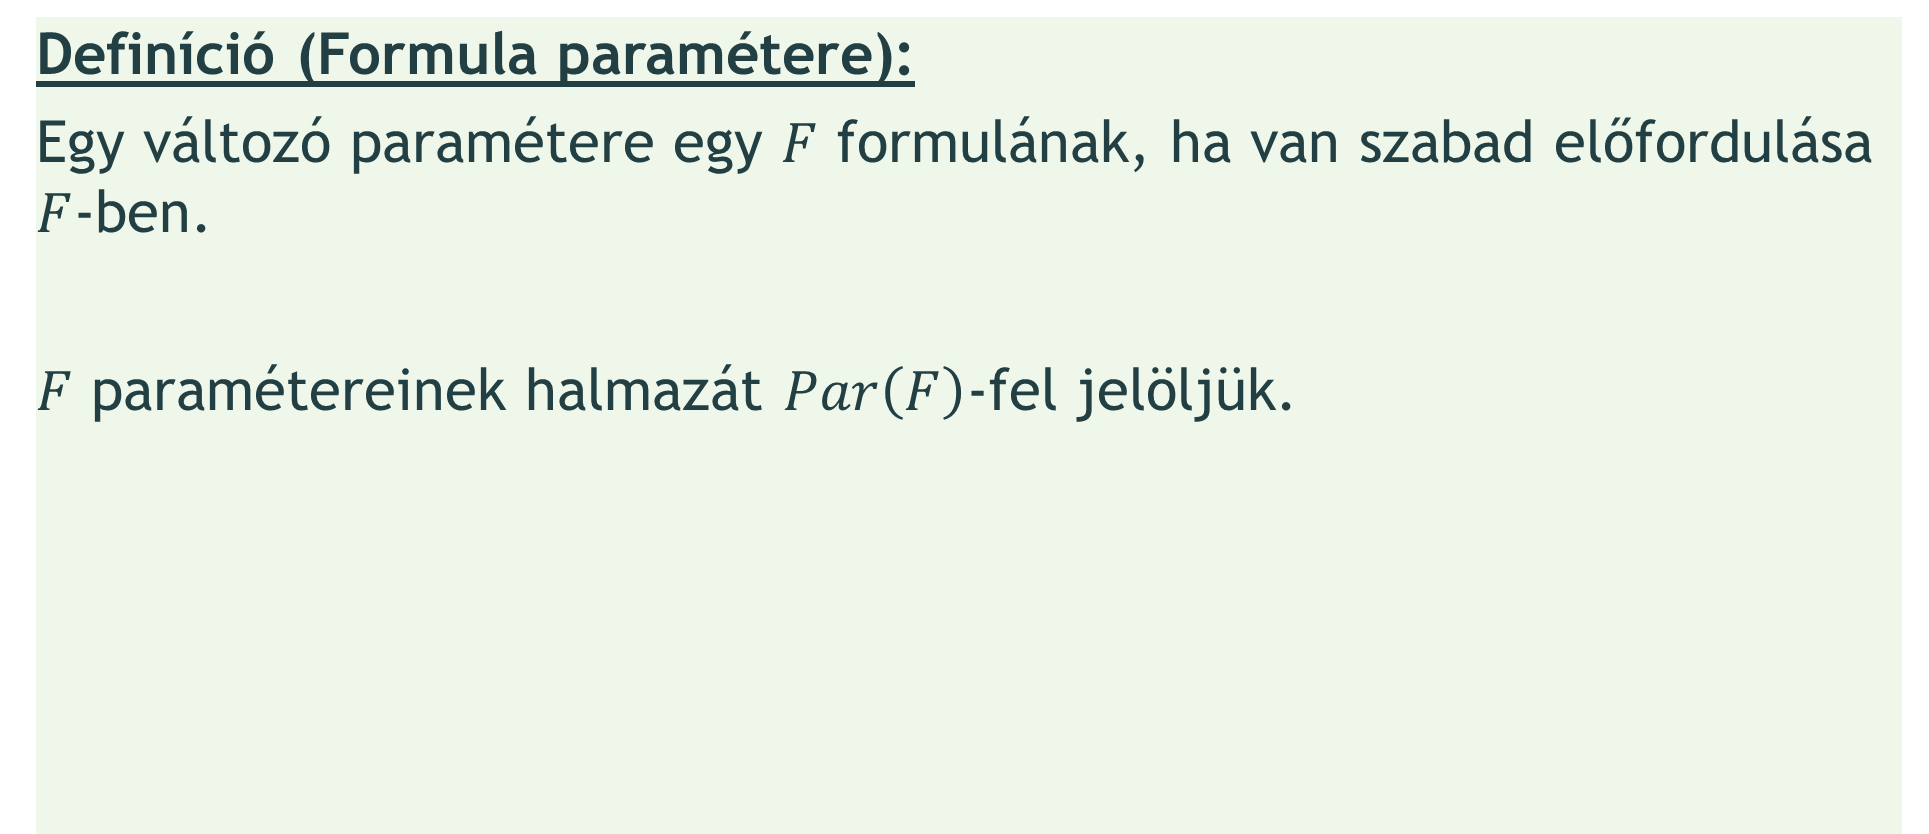 Definíció (Formula paramétere):
Egy változó paramétere egy F formulának, ha van szabad előfordulása
F-ben.
F paramétereinek halmazát Par(F)-fel jelöljük.